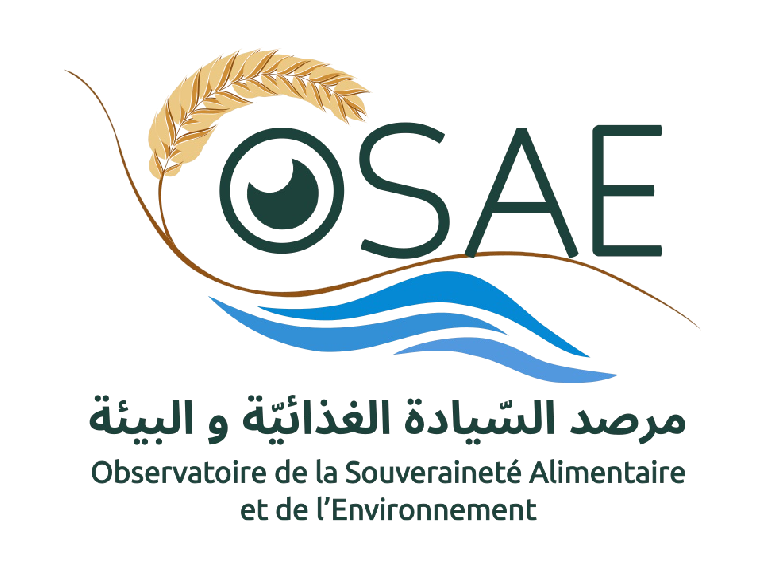 OSAE
مرصد السّيادة الغذائيّة و البيئة
Observatoire de la Souveraineté Alimentaire
et de l'Environnement